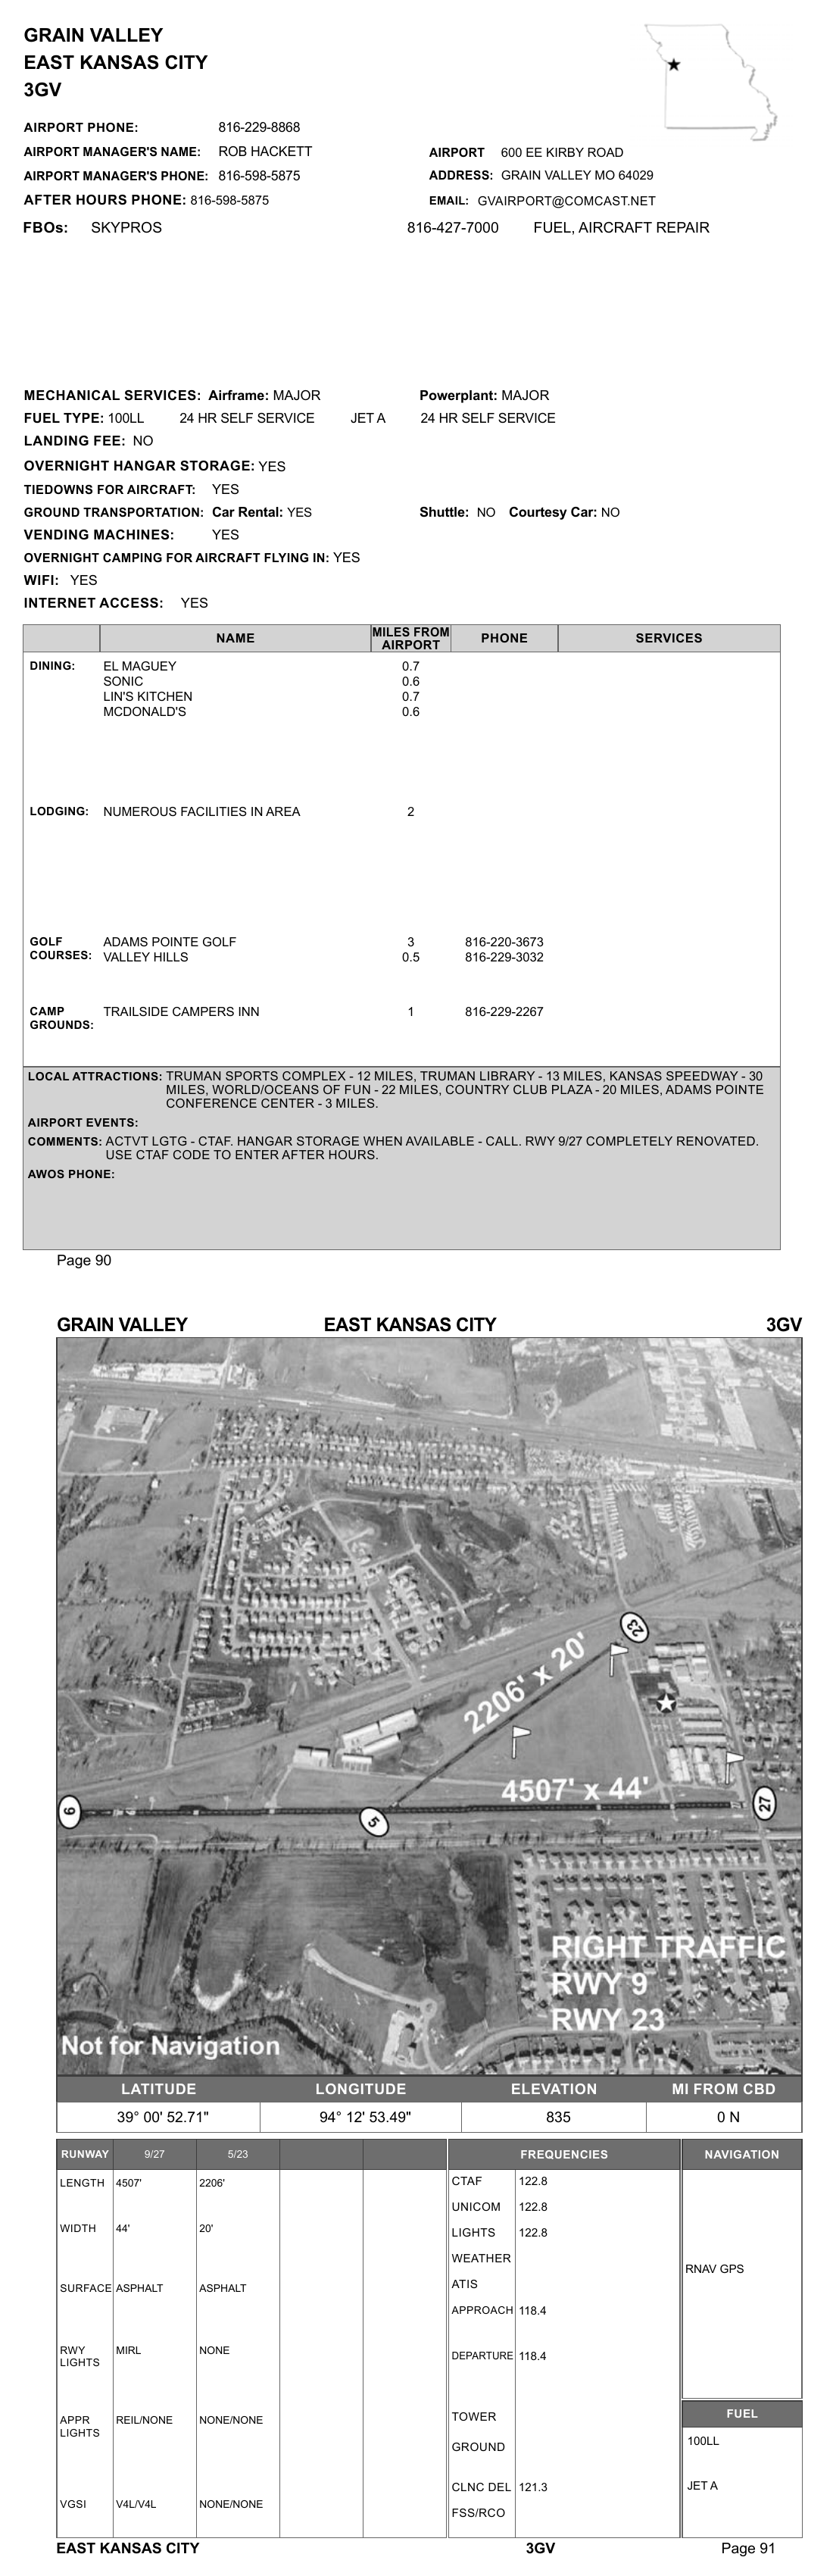 GRAIN VALLEY
EAST KANSAS CITY
3GV
AIRPORT PHONE: 816-229-8868
AIRPORT MANAGER'S NAME: ROB HACKETT
AIRPORT 600 EE KIRBY ROAD
AIRPORT MANAGER'S PHONE: 816-598-5875
ADDRESS: GRAIN VALLEY MO 64029
AFTER HOURS PHONE: 816-598-5875
EMAIL: GVAIRPORT@COMCAST.NET
FBOs: SKYPROS 816-427-7000 FUEL, AIRCRAFT REPAIR
MECHANICAL SERVICES: Airframe: MAJOR Powerplant: MAJOR
FUEL TYPE: 100LL 24 HR SELF SERVICE JET A 24 HR SELF SERVICE
LANDING FEE: NO
OVERNIGHT HANGAR STORAGE: YES
TIEDOWNS FOR AIRCRAFT: YES
GROUND TRANSPORTATION: Car Rental: YES Shuttle: NO Courtesy Car: NO
VENDING MACHINES: YES
OVERNIGHT CAMPING FOR AIRCRAFT FLYING IN: YES
WIFI: YES
INTERNET ACCESS: YES
NAME MILES FROM AIRPORT PHONE SERVICES
DINING: EL MAGUEY 0.7
SONIC 0.6
LIN'S KITCHEN 0.7
MCDONALD'S 0.6
LODGING: NUMEROUS FACILITIES IN AREA 2
GOLF COURSES: ADAMS POINTE GOLF 3 816-220-3673
VALLEY HILLS 0.5 816-229-3032
CAMP GROUNDS: TRAILSIDE CAMPERS INN 1 816-229-2267
LOCAL ATTRACTIONS: TRUMAN SPORTS COMPLEX - 12 MILES, TRUMAN LIBRARY - 13 MILES, KANSAS SPEEDWAY - 30
MILES, WORLD/OCEANS OF FUN - 22 MILES, COUNTRY CLUB PLAZA - 20 MILES, ADAMS POINTE
CONFERENCE CENTER - 3 MILES.
AIRPORT EVENTS:
COMMENTS: ACTVT LGTG - CTAF. HANGAR STORAGE WHEN AVAILABLE - CALL. RWY 9/27 COMPLETELY RENOVATED.
USE CTAF CODE TO ENTER AFTER HOURS.
AWOS PHONE:
Page 90
GRAIN VALLEY EAST KANSAS CITY 3GV
23
2206' x 20'
4507' x 44'
9
5
27
RIGHT TRAFFIC
RWY 9
RWY 23
Not for Navigation
LATITUDE LONGITUDE ELEVATION MI FROM CBD
39° 00' 52.71" 94° 12' 53.49" 835 0 N
RUNWAY 9/27 5/23
LENGTH 4507' 2206'
WIDTH 44' 20'
SURFACE ASPHALT ASPHALT
RWY LIGHTS MIRL NONE
APPR LIGHTS REIL/NONE NONE/NONE
VGSI V4L/V4L NONE/NONE
FREQUENCIES
CTAF 122.8
UNICOM 122.8
LIGHTS 122.8
WEATHER
ATIS
APPROACH 118.4
DEPARTURE 118.4
TOWER
GROUND
CLNC DEL 121.3
FSS/RCO
NAVIGATION
RNAV GPS
FUEL
100LL
JET A
EAST KANSAS CITY 3GV Page 91